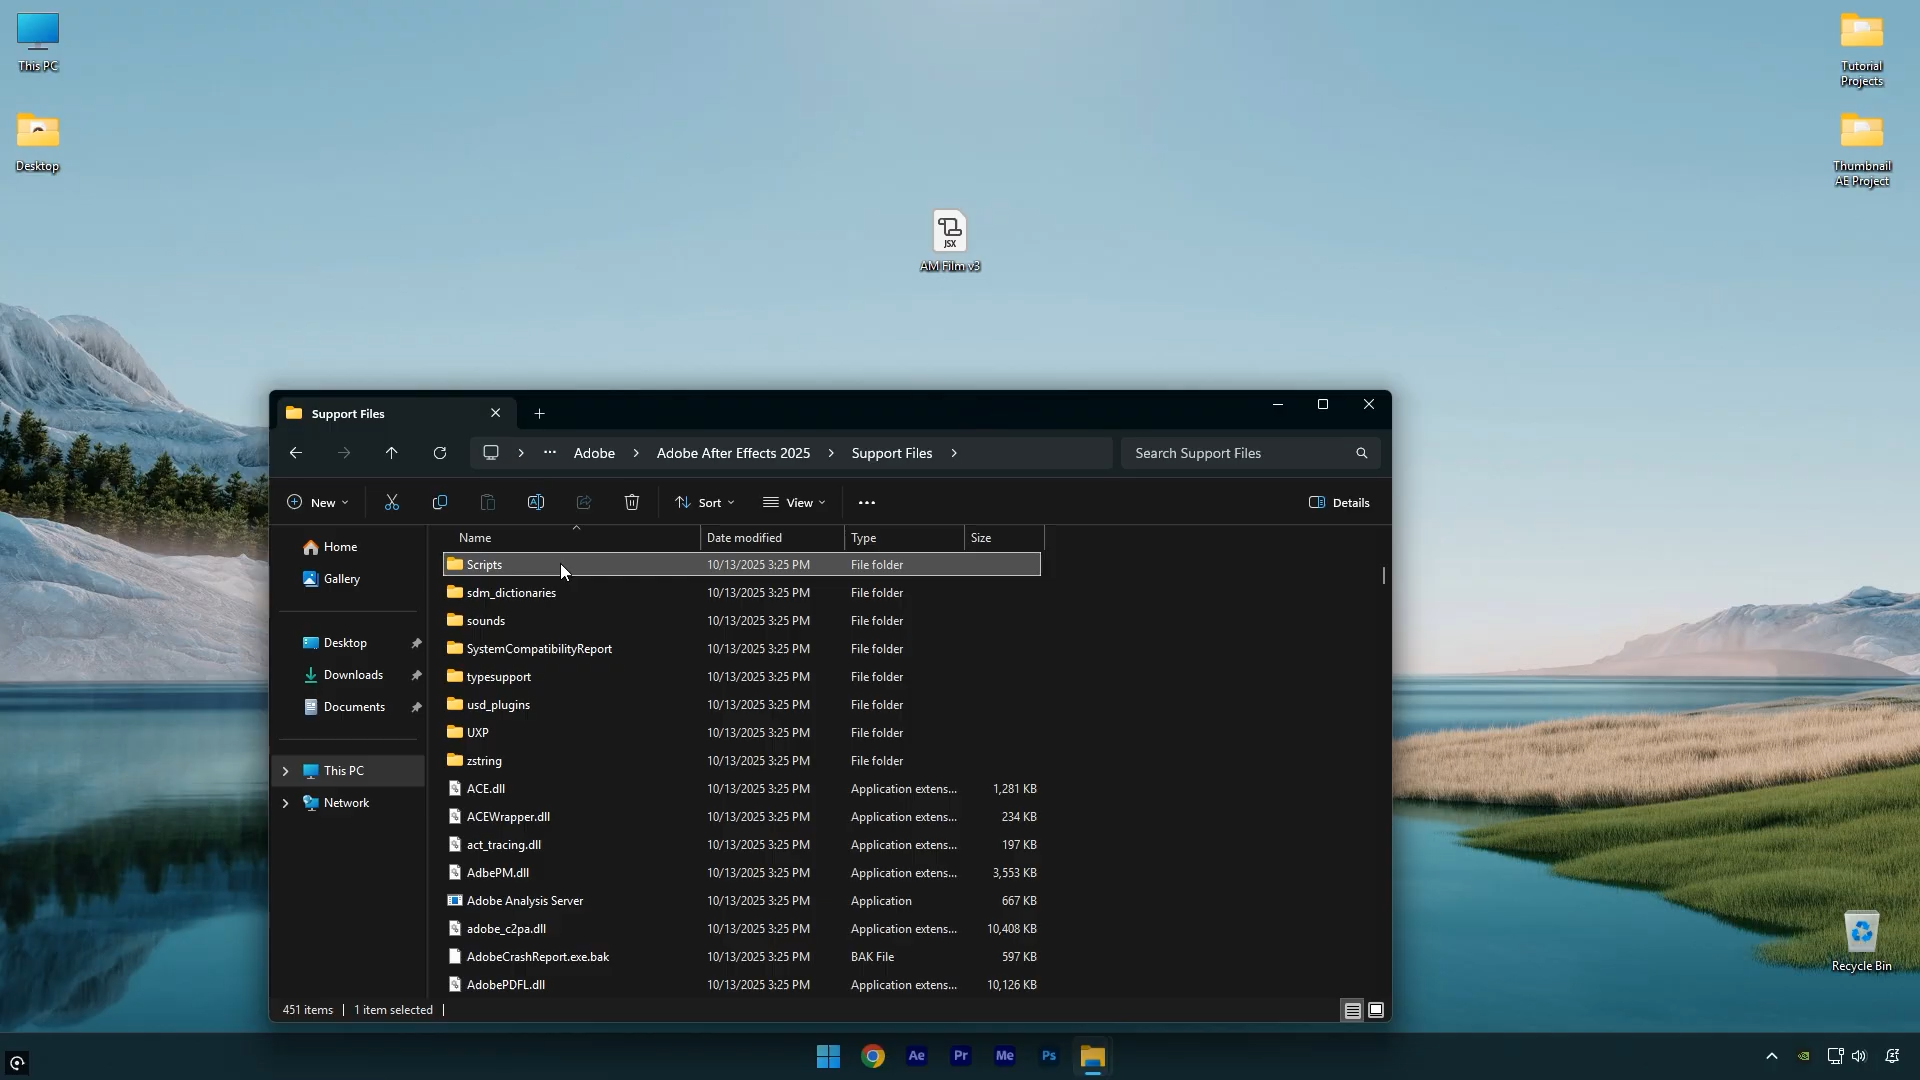 This PC
Desktop
Tutorial
Projects
Thumbnail
AE Project
JSX
AM Film v3
Support Files
Adobe
Adobe After Effects 2025
Support Files
Search Support Files
New
Sort
View
Details
Name Date modified Type Size
Home
Gallery
Desktop
Downloads
Documents
This PC
Network
Scripts 10/13/2025 3:25 PM File folder
sdm_dictionaries 10/13/2025 3:25 PM File folder
sounds 10/13/2025 3:25 PM File folder
SystemCompatibilityReport 10/13/2025 3:25 PM File folder
typesupport 10/13/2025 3:25 PM File folder
usd_plugins 10/13/2025 3:25 PM File folder
UXP 10/13/2025 3:25 PM File folder
zstring 10/13/2025 3:25 PM File folder
ACE.dll 10/13/2025 3:25 PM Application extens... 1,281 KB
ACEWrapper.dll 10/13/2025 3:25 PM Application extens... 234 KB
act_tracing.dll 10/13/2025 3:25 PM Application extens... 197 KB
AdbePM.dll 10/13/2025 3:25 PM Application extens... 3,553 KB
Adobe Analysis Server 10/13/2025 3:25 PM Application 667 KB
adobe_c2pa.dll 10/13/2025 3:25 PM Application extens... 10,408 KB
AdobeCrashReport.exe.bak 10/13/2025 3:25 PM BAK File 597 KB
AdobePDFL.dll 10/13/2025 3:25 PM Application extens... 10,126 KB
451 items
1 item selected
Recycle Bin
Ae
Pr
Me
Ps